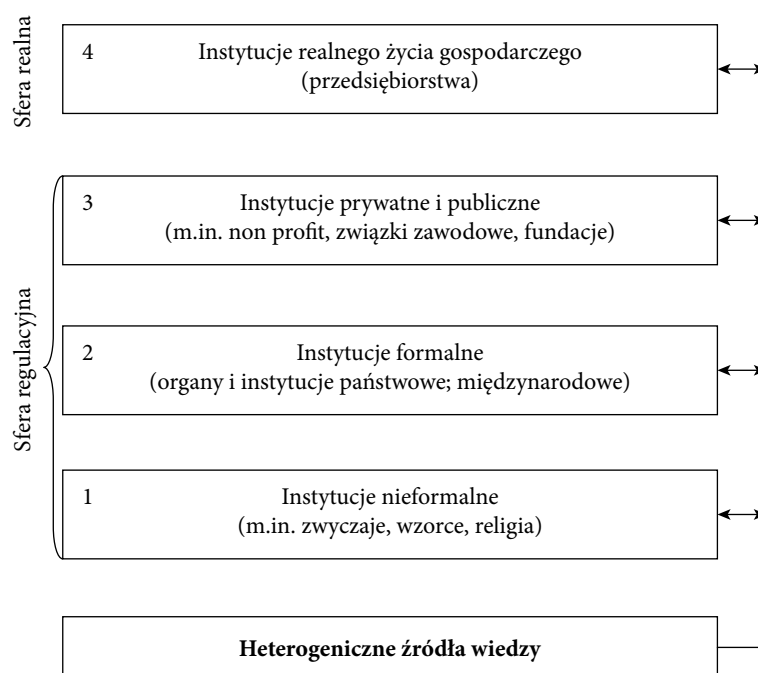 Sfera realna
4
Instytucje realnego życia gospodarczego
(przedsiębiorstwa)
Sfera regulacyjna
3
Instytucje prywatne i publiczne
(m.in. non profit, związki zawodowe, fundacje)
2
Instytucje formalne
(organy i instytucje państwowe; międzynarodowe)
1
Instytucje nieformalne
(m.in. zwyczaje, wzorce, religia)
Heterogeniczne źródła wiedzy